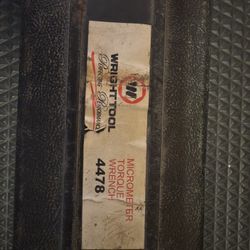 WRIGHT TOOL
MICROMETER
TORQUE
WRENCH
4478